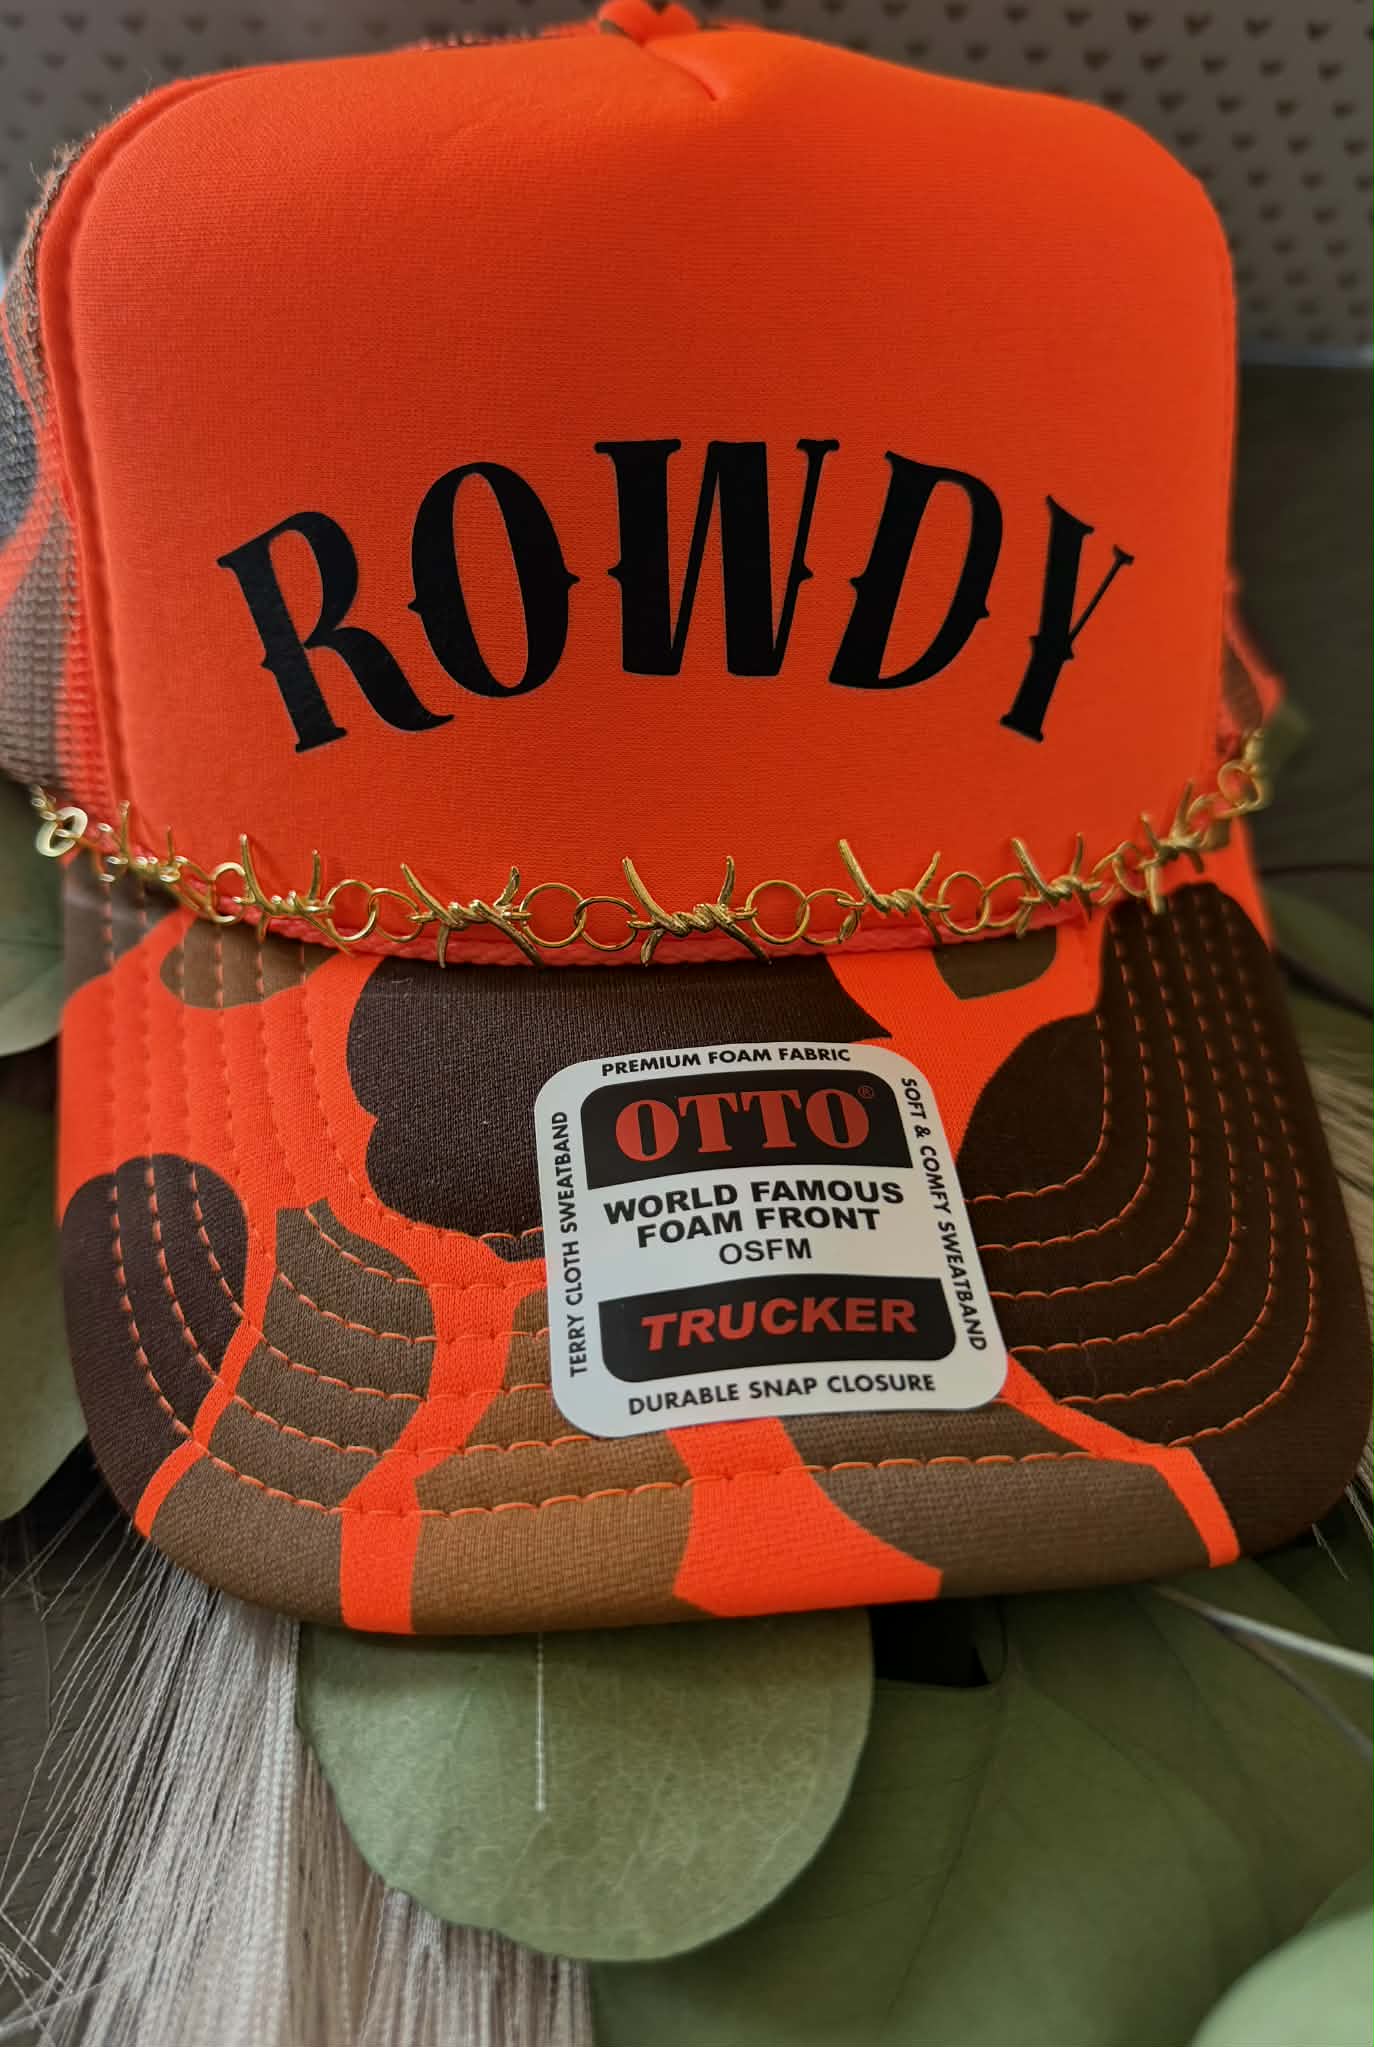 ROWDY
PREMIUM FOAM FABRIC
OTTO®
WORLD FAMOUS
FOAM FRONT
OSFM
TRUCKER
DURABLE SNAP CLOSURE
TERRY CLOTH SWEATBAND
SOFT & COMFY SWEATBAND